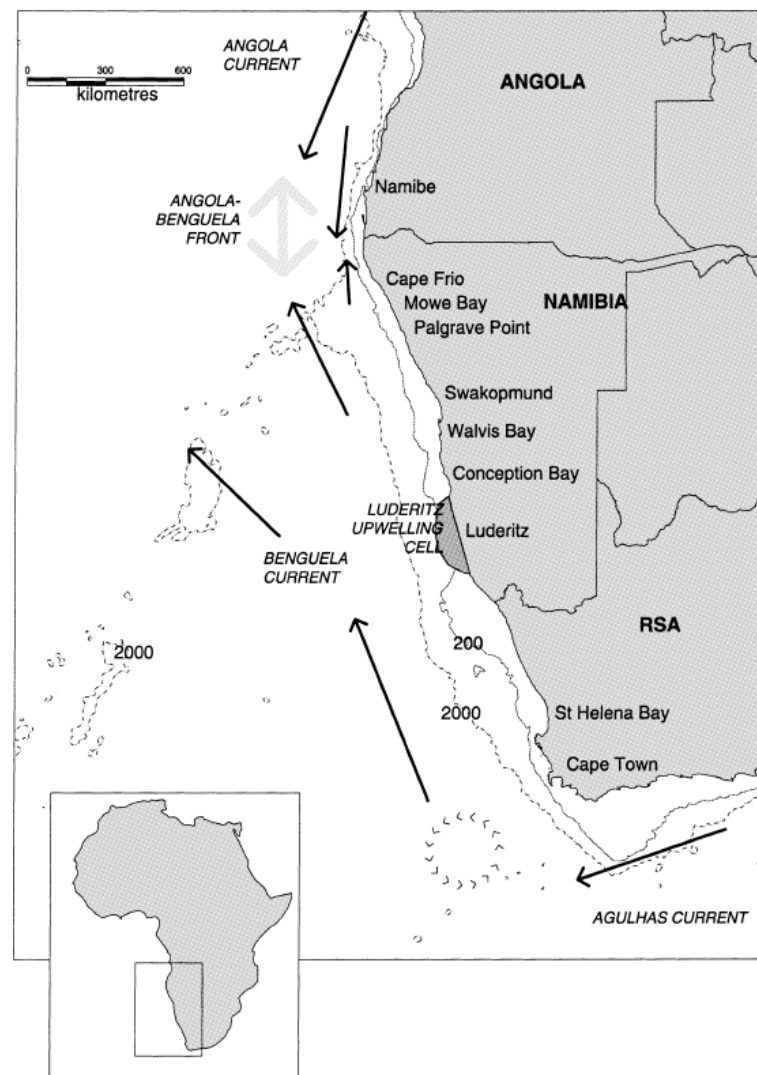 ANGOLA
CURRENT
0 300 600
kilometres
ANGOLA
Namibe
ANGOLA-
BENGUELA
FRONT
Cape Frio
Mowe Bay
NAMIBIA
Palgrave Point
Swakopmund
Walvis Bay
Conception Bay
LUDERITZ
UPWELLING
CELL
Luderitz
BENGUELA
CURRENT
RSA
200
2000
2000
St Helena Bay
Cape Town
AGULHAS CURRENT